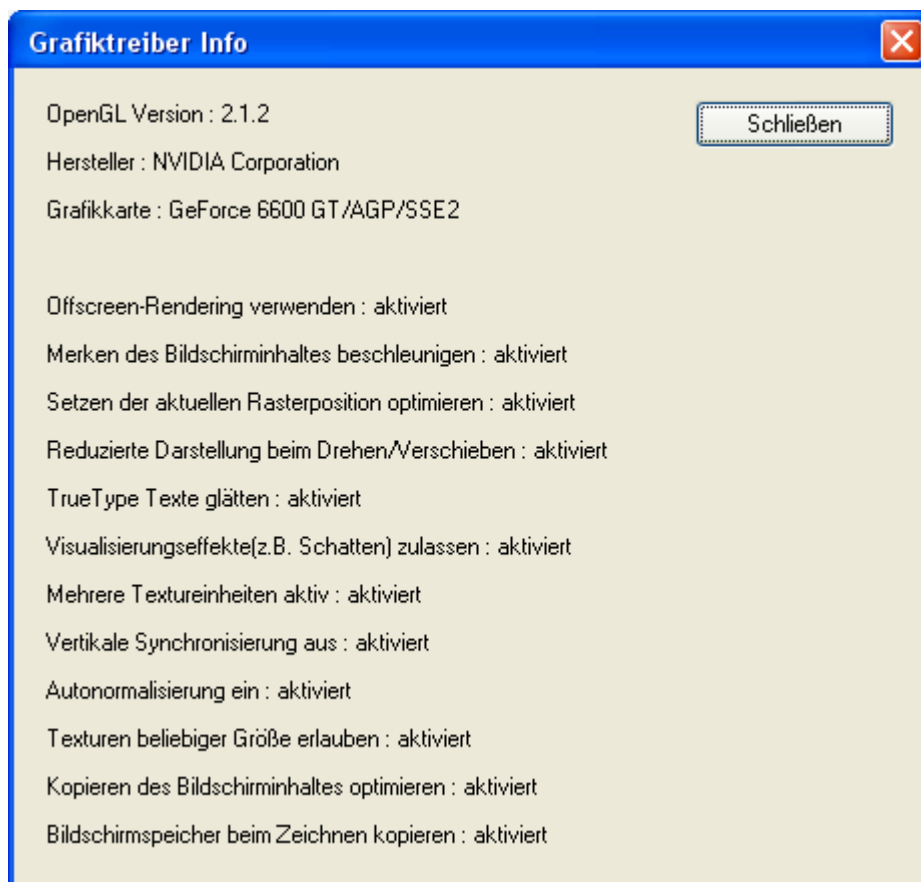 Grafiktreiber Info
OpenGL Version : 2.1.2
Schließen
Hersteller : NVIDIA Corporation
Grafikkarte : GeForce 6600 GT/AGP/SSE2
Offscreen-Rendering verwenden : aktiviert
Merken des Bildschirminhaltes beschleunigen : aktiviert
Setzen der aktuellen Rasterposition optimieren : aktiviert
Reduzierte Darstellung beim Drehen/Verschieben : aktiviert
TrueType Texte glätten : aktiviert
Visualisierungseffekte(z.B. Schatten) zulassen : aktiviert
Mehrere Textureinheiten aktiv : aktiviert
Vertikale Synchronisierung aus : aktiviert
Autonormalisierung ein : aktiviert
Texturen beliebiger Größe erlauben : aktiviert
Kopieren des Bildschirminhaltes optimieren : aktiviert
Bildschirmspeicher beim Zeichnen kopieren : aktiviert